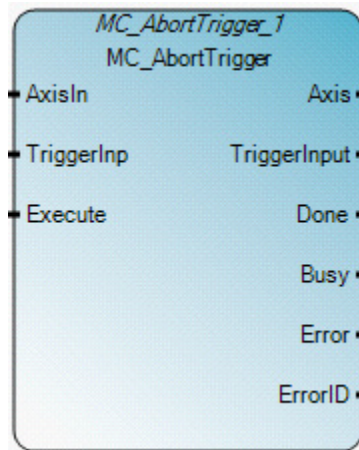 MC_AbortTrigger_1
MC_AbortTrigger
AxisIn Axis
TriggerInp TriggerInput
Execute Done
Busy
Error
ErrorID